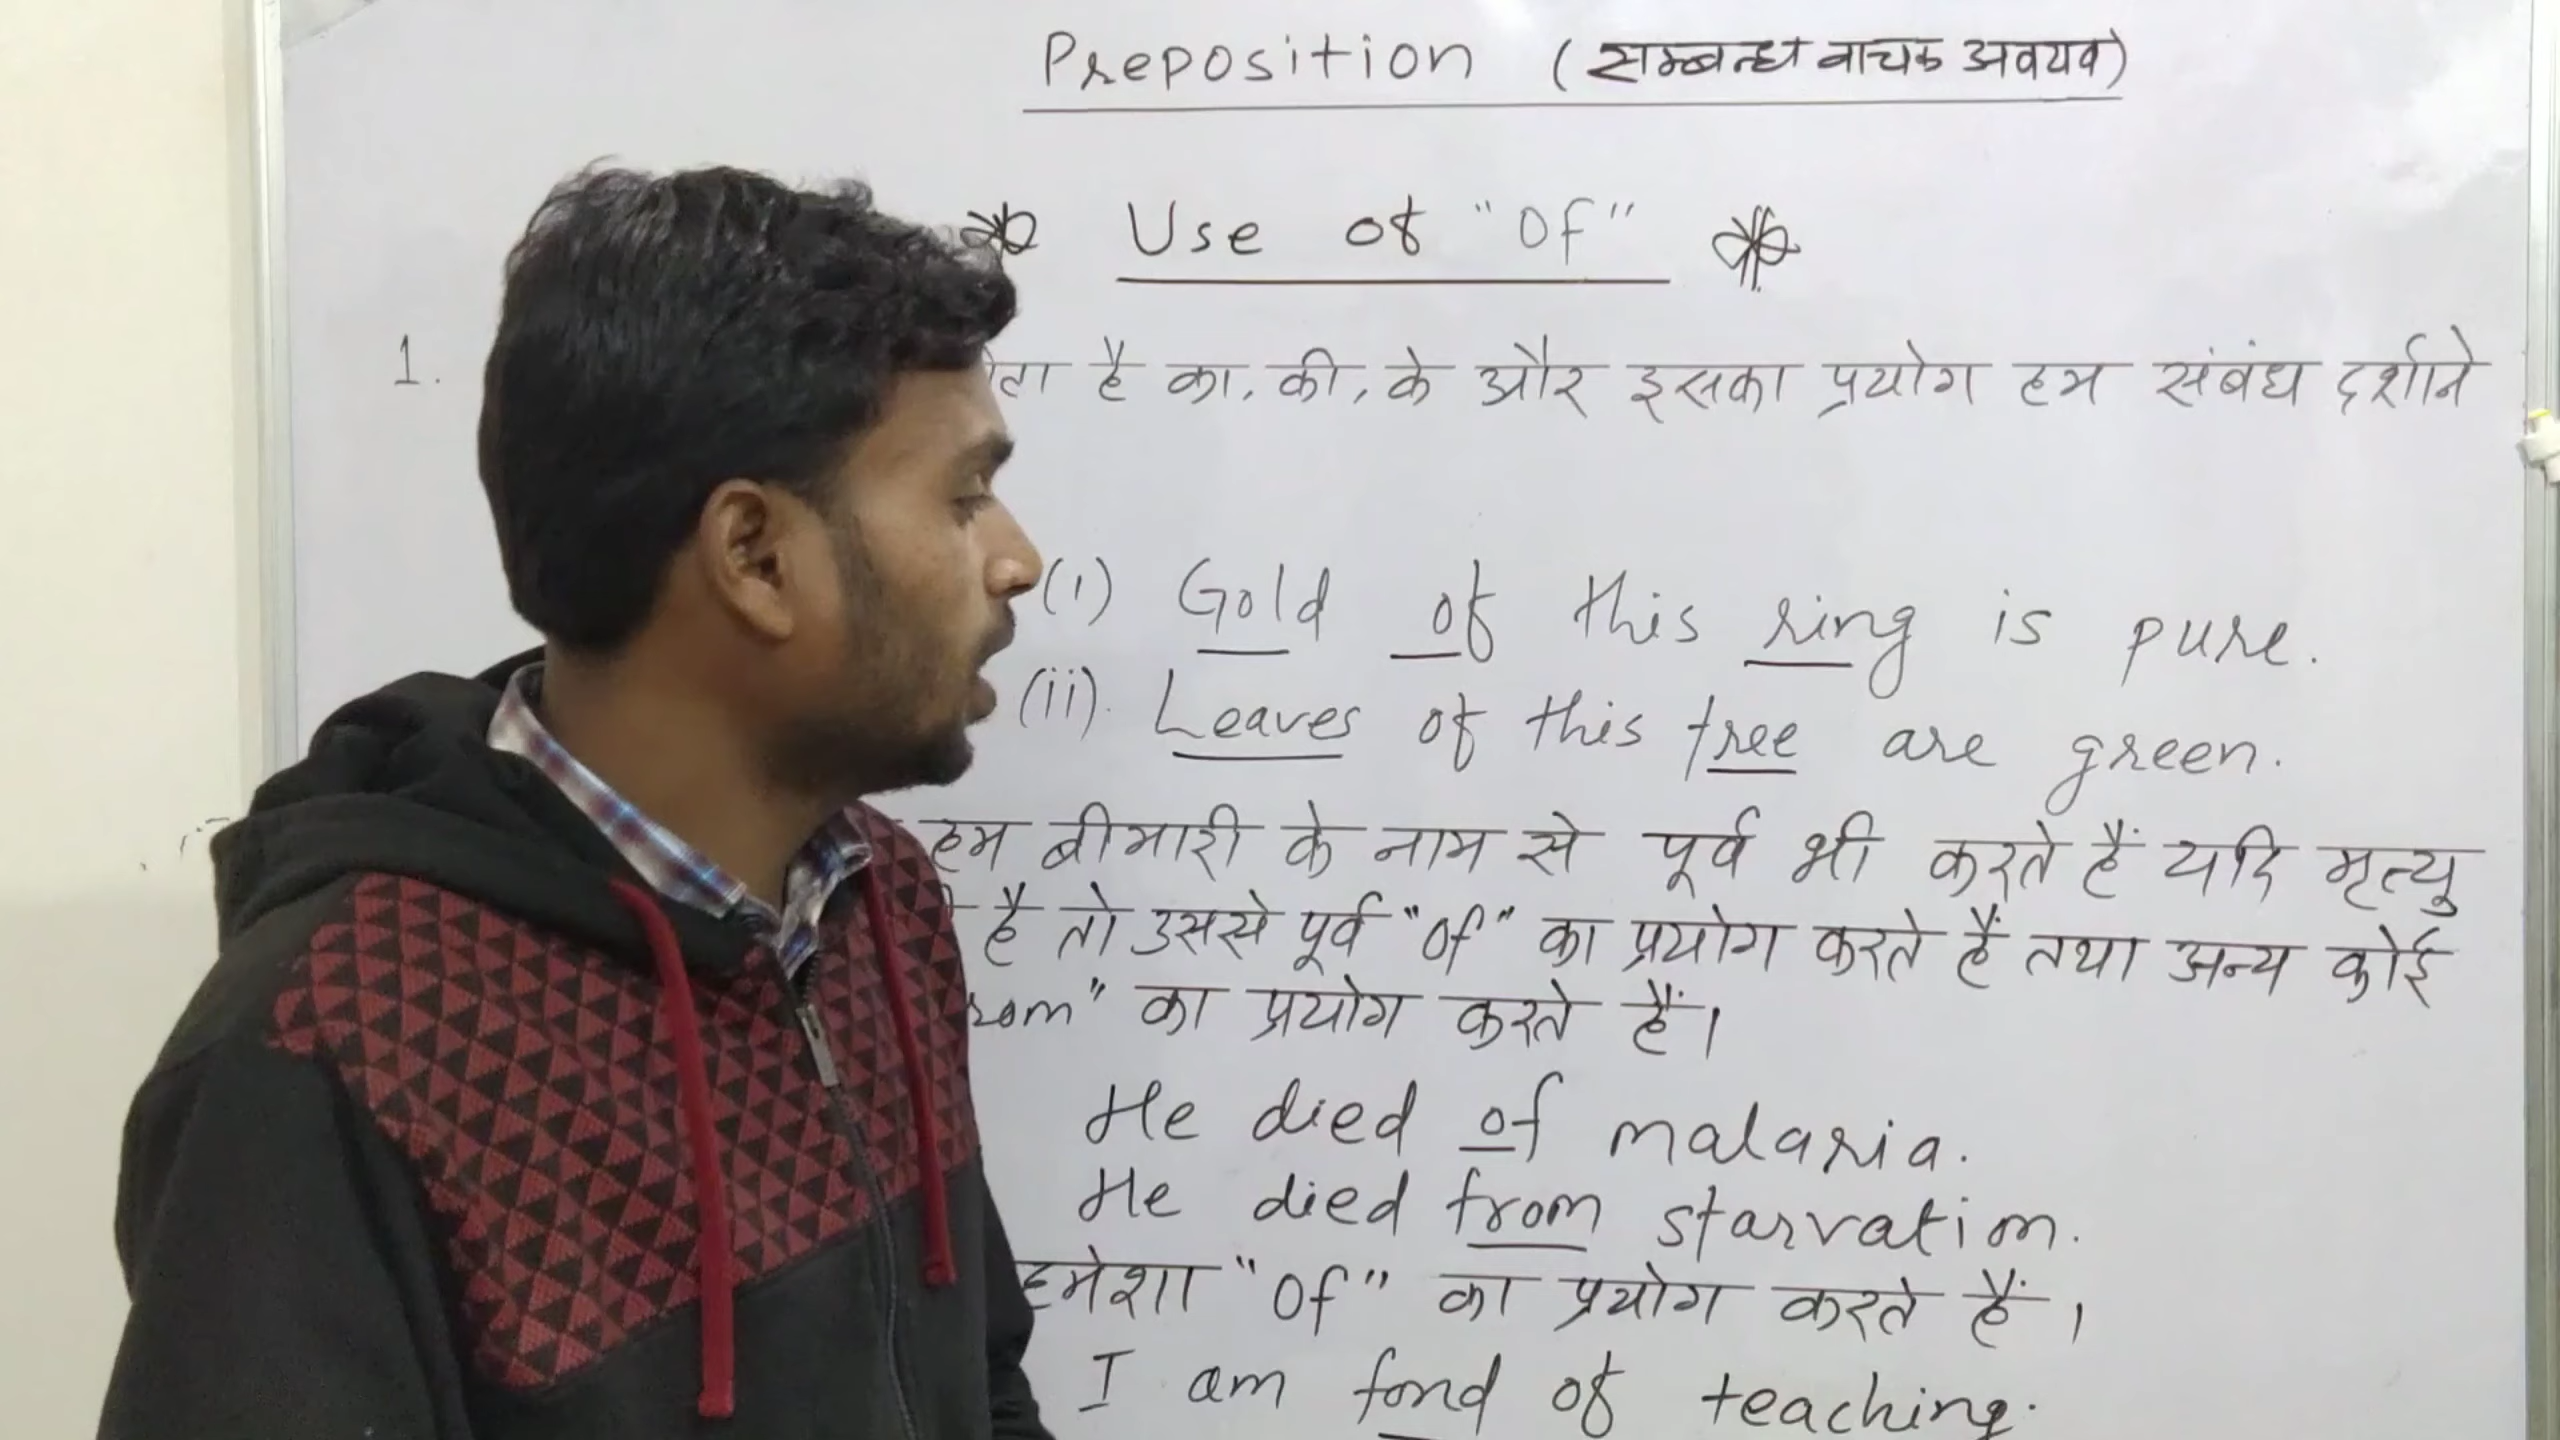 Preposition (सम्बन्ध वाचक अवयव)
Use of "Of"
1. है का, की, के और इसका प्रयोग हम संबंध दर्शाने
(i) Gold of this ring is pure.
(ii). Leaves of this tree are green.
हम बीमारी के नाम से पूर्व भी करते हैं यदि मृत्यु
है तो उससे पूर्व "Of" का प्रयोग करते हैं तथा अन्य कोई
rom" का प्रयोग करते हैं।
He died of malaria.
He died from starvation.
हमेशा "Of" का प्रयोग करते हैं।
I am fond of teaching.